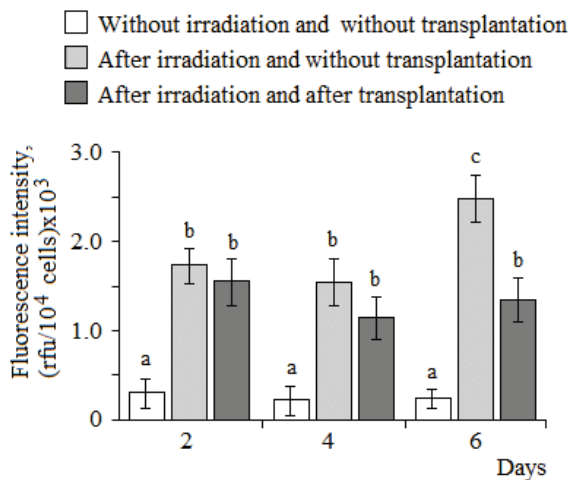 Without irradiation and without transplantation
After irradiation and without transplantation
After irradiation and after transplantation
Fluorescence intensity,
(rfu/10⁴ cells)x10³
3.0
2.0
1.0
0
a
b
b
a
b
b
a
c
b
2
4
6
Days